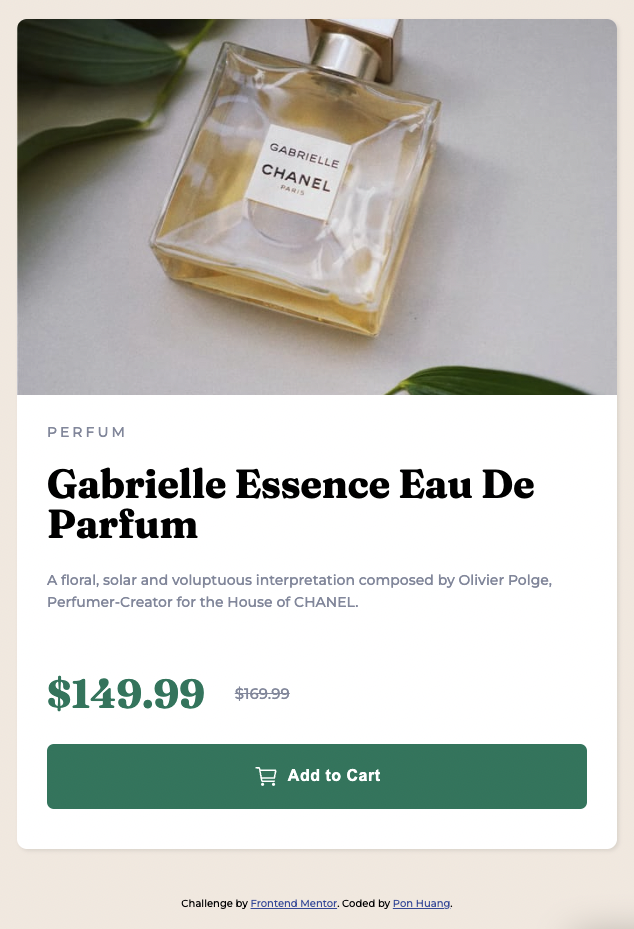 GABRIELLE
CHANEL
PARIS
PERFUM
Gabrielle Essence Eau De
Parfum
A floral, solar and voluptuous interpretation composed by Olivier Polge,
Perfumer-Creator for the House of CHANEL.
$149.99 $169.99
Add to Cart
Challenge by Frontend Mentor. Coded by Pon Huang.